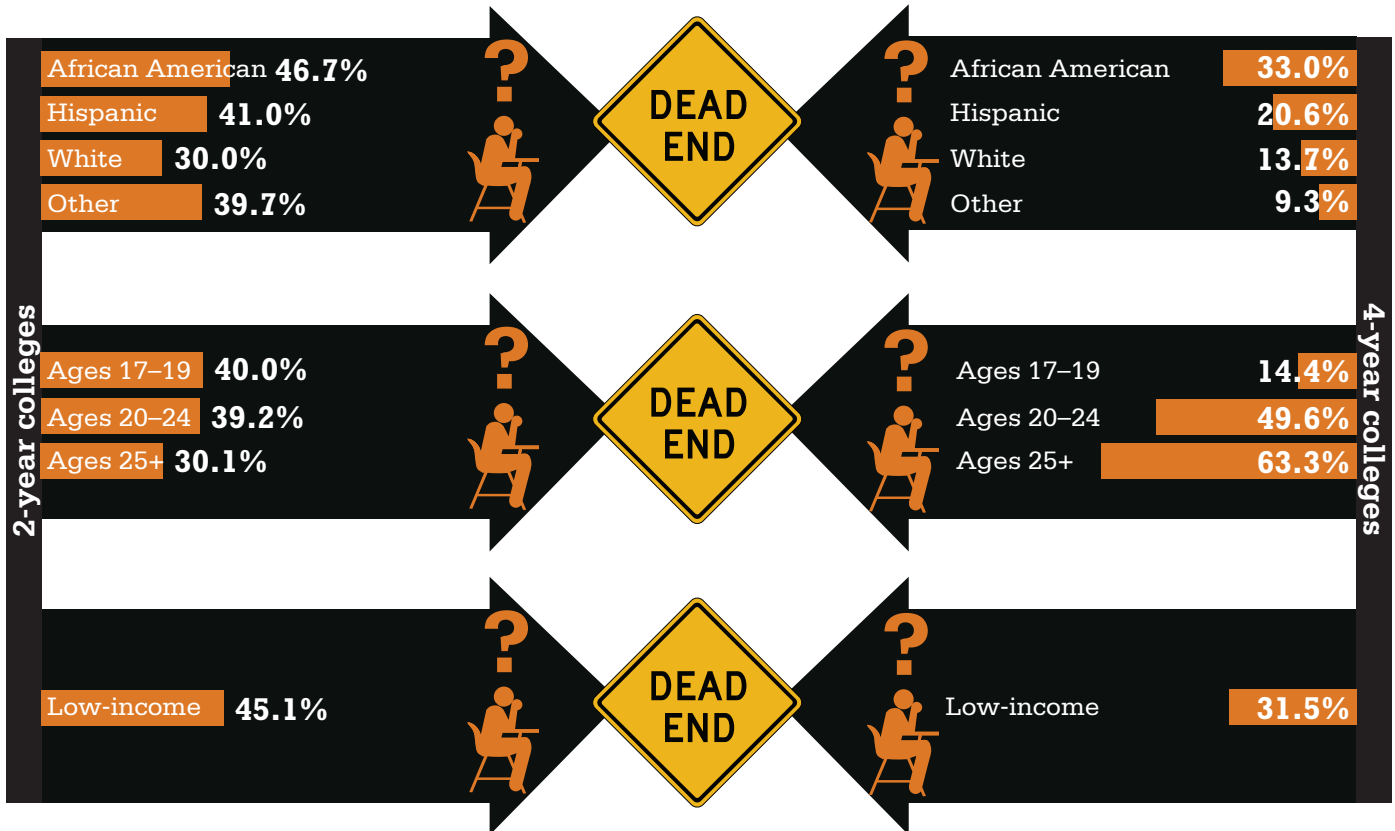 2-year colleges
African American 46.7%
Hispanic 41.0%
White 30.0%
Other 39.7%
?
DEAD
END
?
African American 33.0%
Hispanic 20.6%
White 13.7%
Other 9.3%
Ages 17–19 40.0%
Ages 20–24 39.2%
Ages 25+ 30.1%
?
DEAD
END
?
Ages 17–19 14.4%
Ages 20–24 49.6%
Ages 25+ 63.3%
Low-income 45.1%
?
DEAD
END
?
Low-income 31.5%
4-year colleges